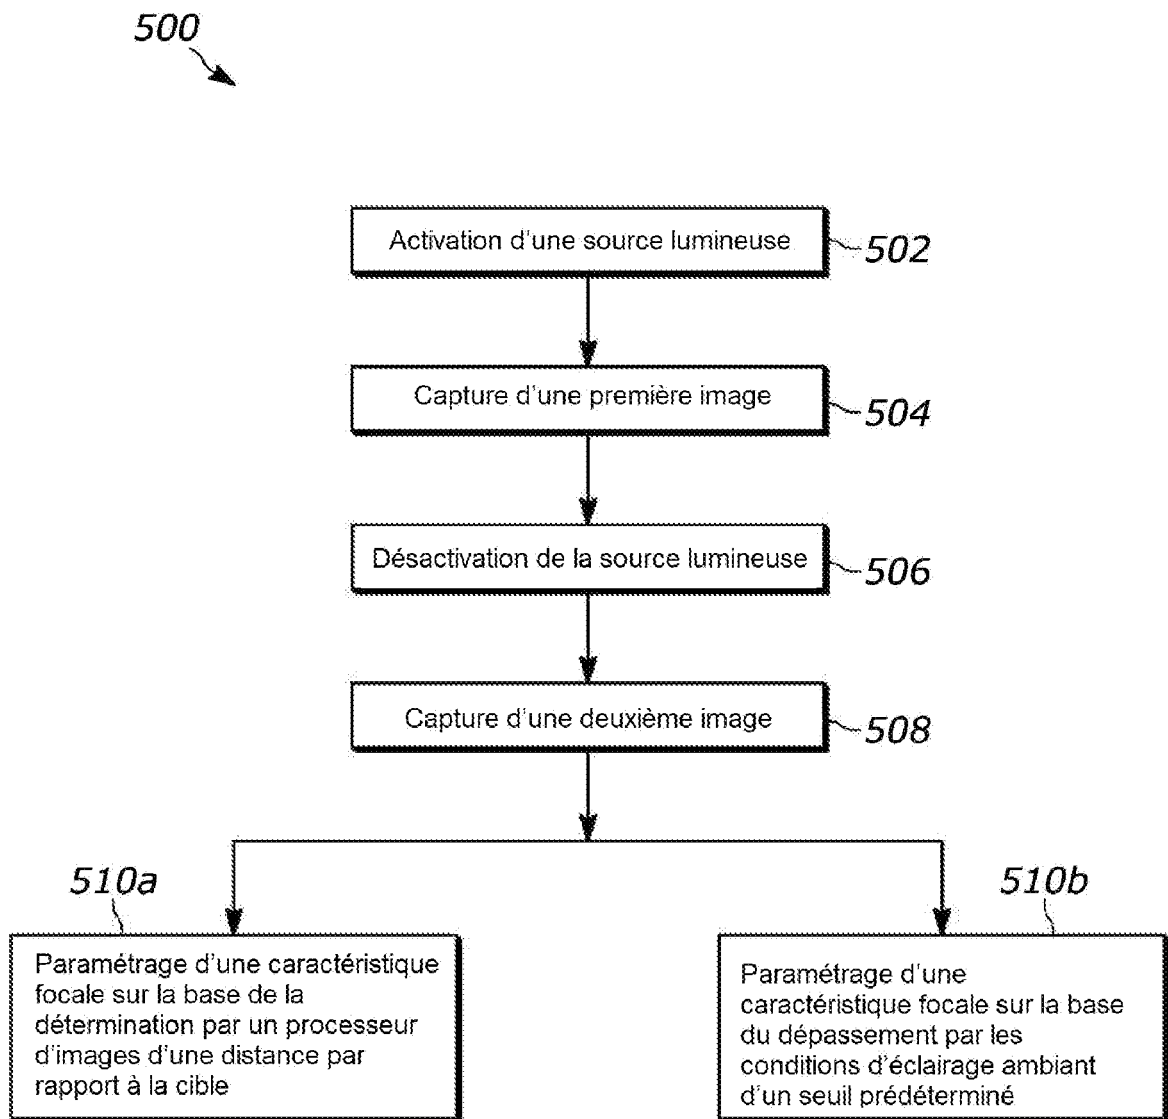 500
Activation d'une source lumineuse
502
Capture d'une première image
504
Désactivation de la source lumineuse
506
Capture d'une deuxième image
508
510a
510b
Paramétrage d'une caractéristique
focale sur la base de la
détermination par un processeur
d'images d'une distance par
rapport à la cible
Paramétrage d'une
caractéristique focale sur la base
du dépassement par les
conditions d'éclairage ambiant
d'un seuil prédéterminé